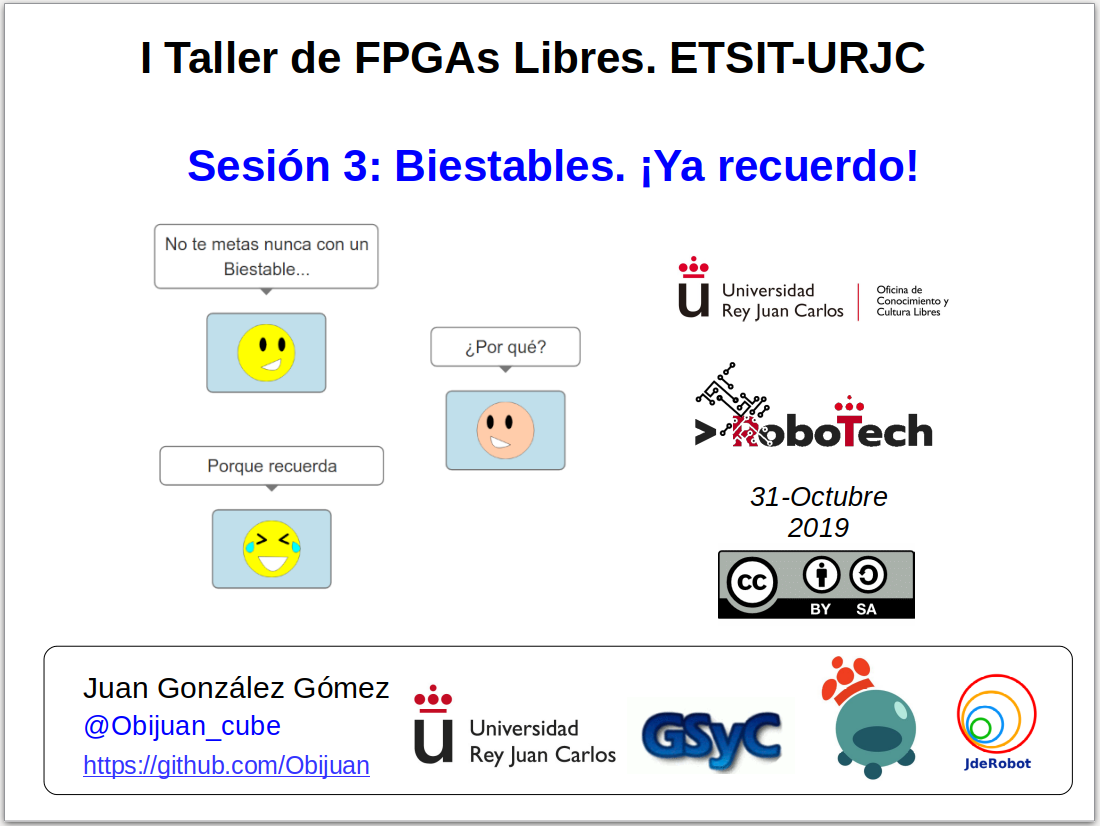 I Taller de FPGAs Libres. ETSIT-URJC
Sesión 3: Biestables. ¡Ya recuerdo!
No te metas nunca con un
Biestable...
¿Por qué?
Porque recuerda
u Universidad
Rey Juan Carlos
Oficina de
Conocimiento y
Cultura Libres
>RoboTech
31-Octubre
2019
cc
BY SA
Juan González Gómez
@Obijuan_cube
https://github.com/Obijuan
u Universidad
Rey Juan Carlos
GSyC
JdeRobot